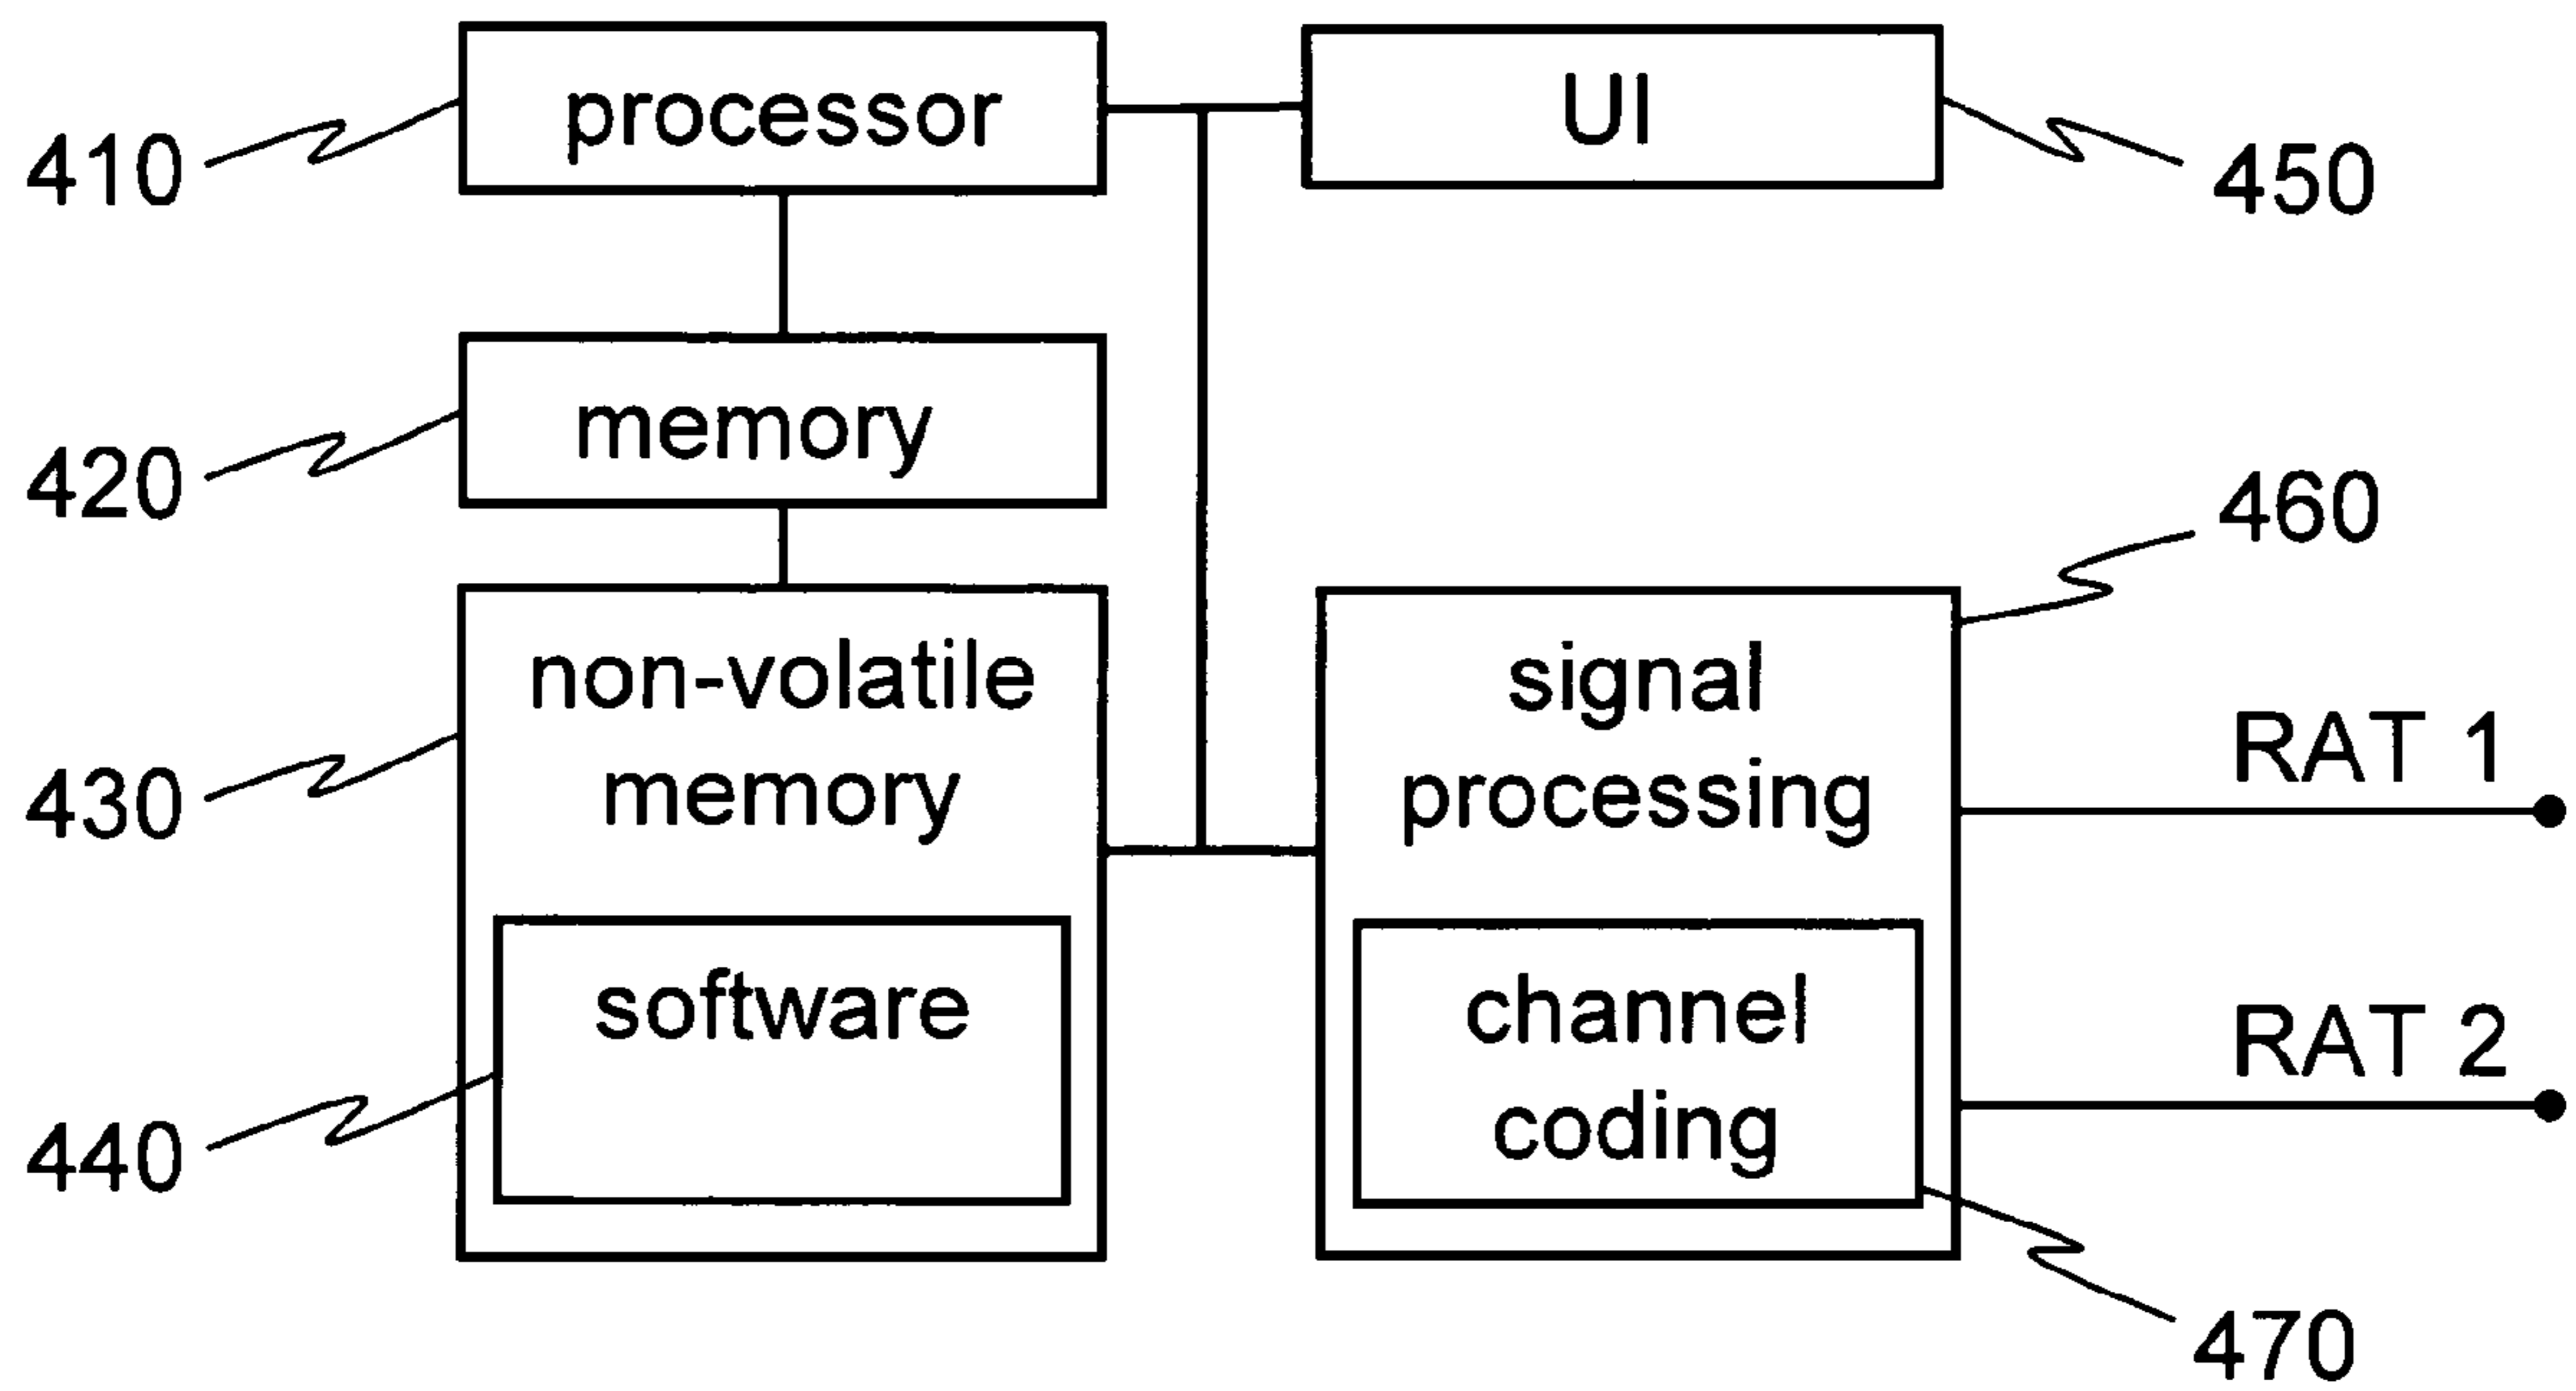 processor
UI
410
450
memory
420
460
non-volatile
memory
signal
processing
430
RAT 1
software
channel
coding
RAT 2
440
470